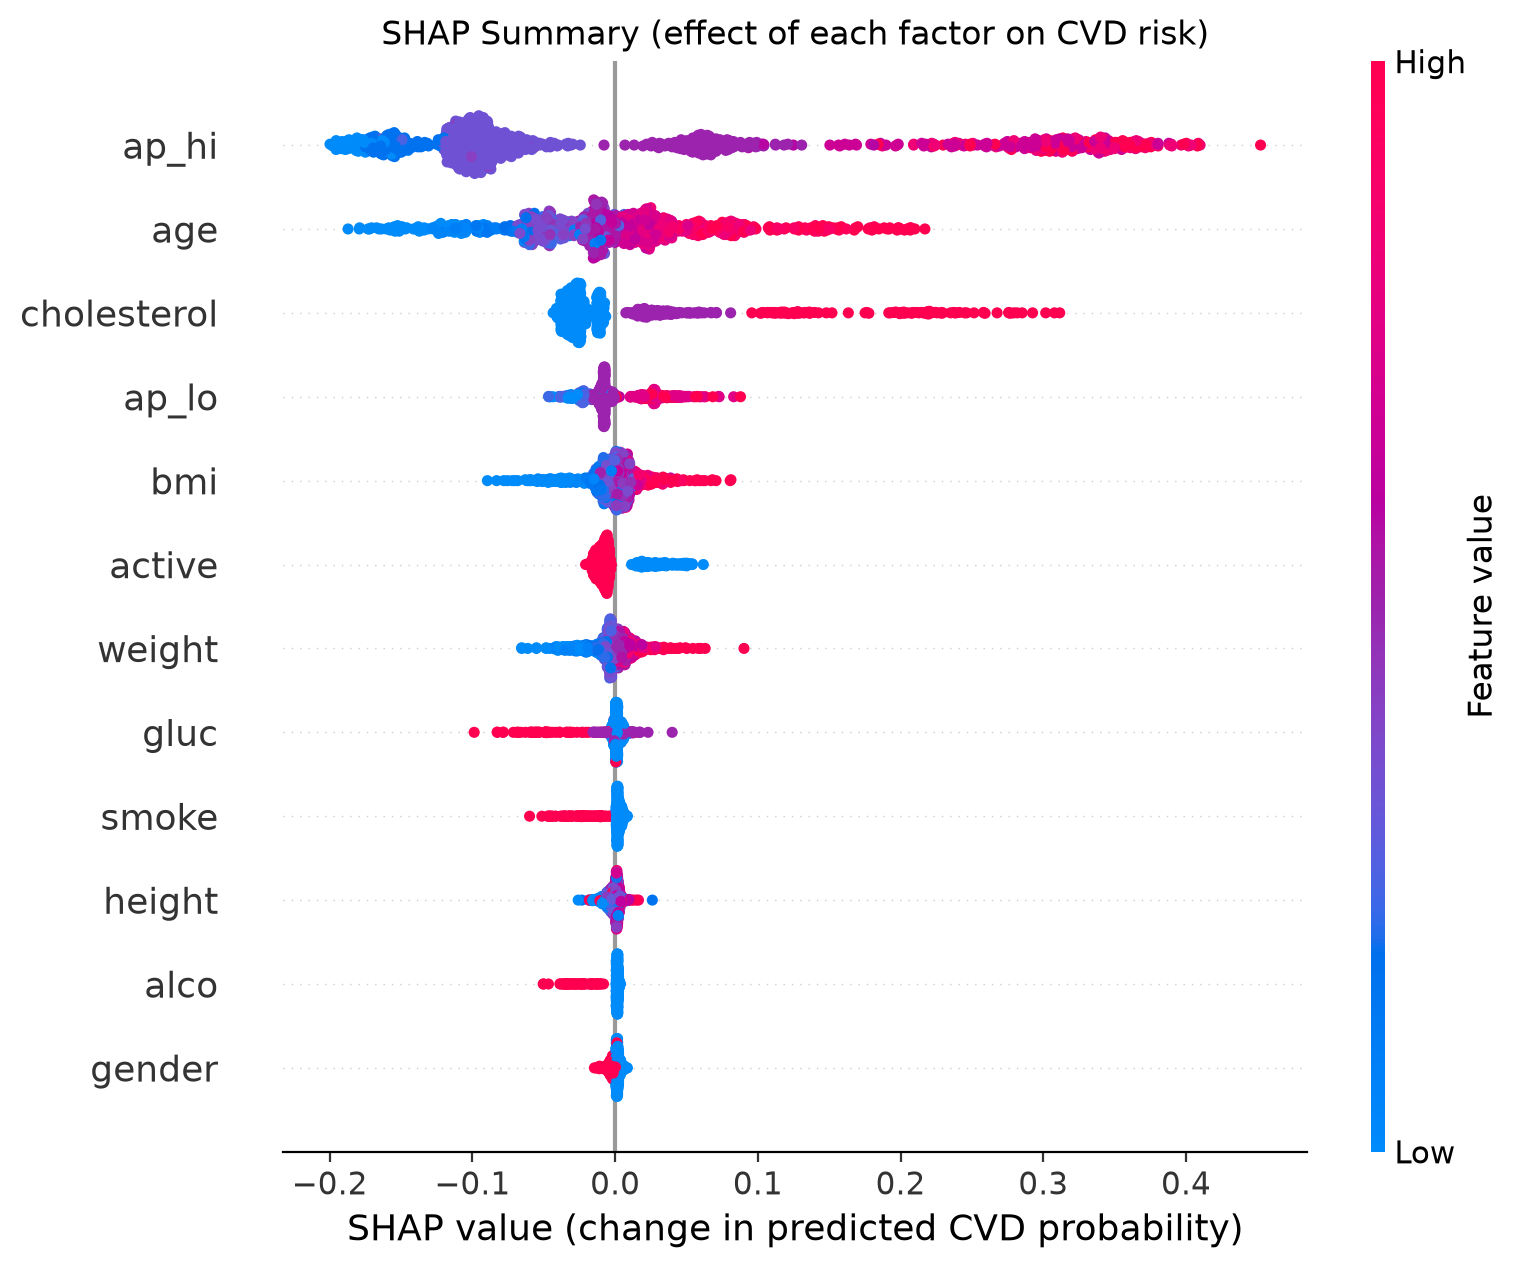 SHAP Summary (effect of each factor on CVD risk)
High
ap_hi
age
cholesterol
ap_lo
bmi
active
weight
gluc
smoke
height
alco
gender
Feature value
Low
−0.2 −0.1 0.0 0.1 0.2 0.3 0.4
SHAP value (change in predicted CVD probability)